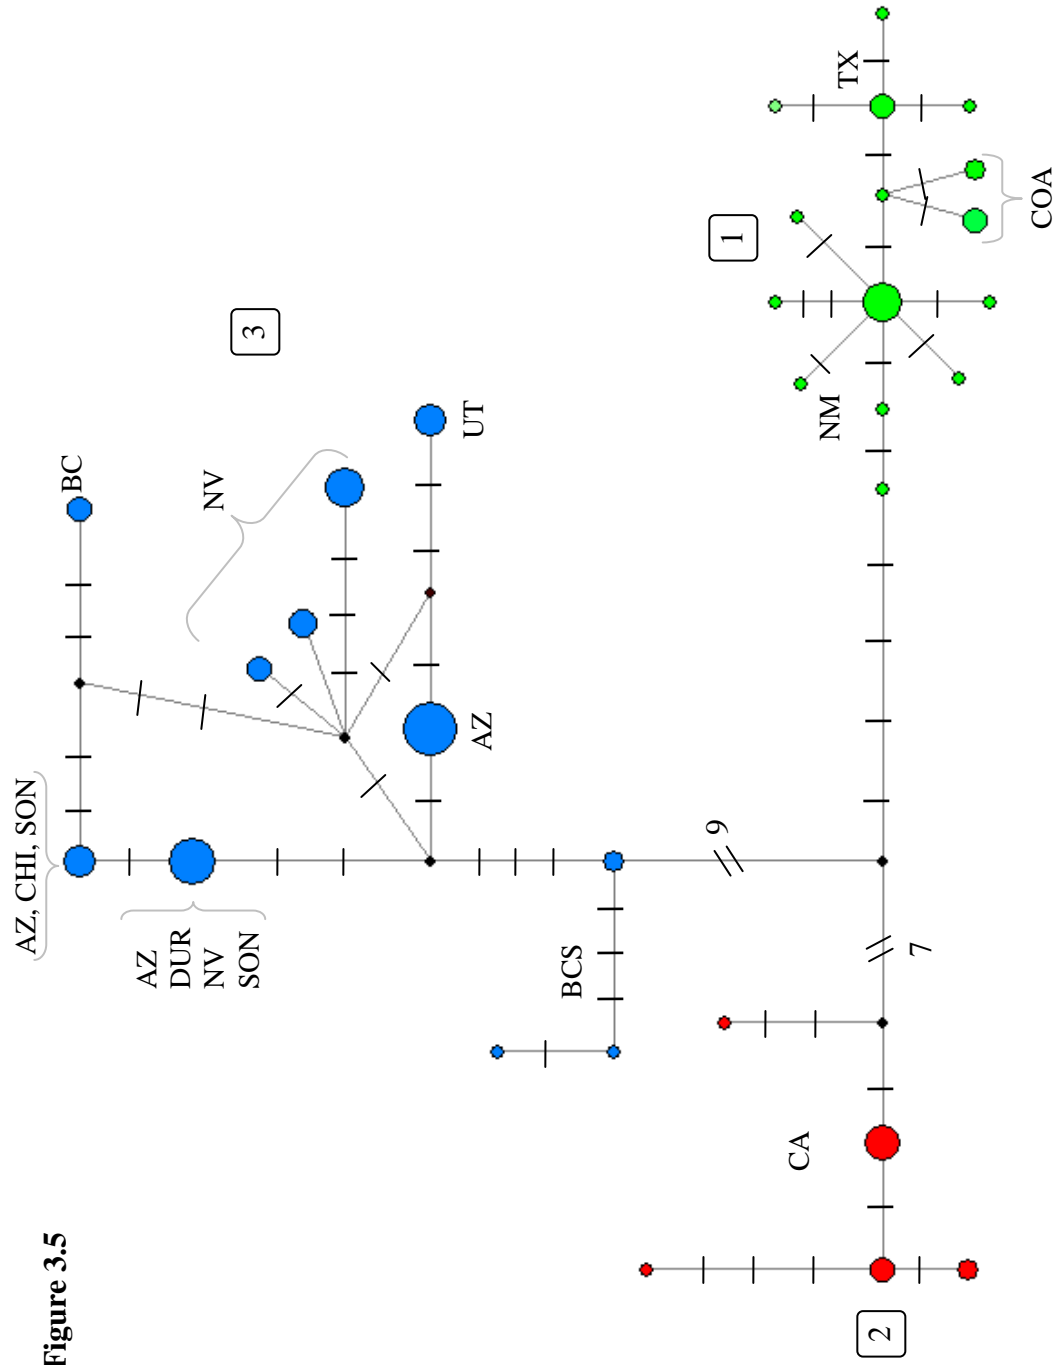 Figure 3.5
AZ, CHI, SON
BC
AZ
DUR
NV
SON
NV
3
UT
AZ
BCS
9
1
CA
NM
TX
2
7
COA